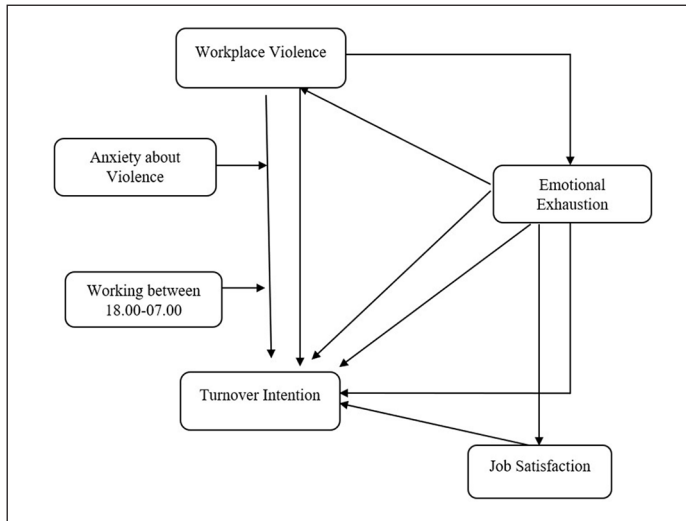 Workplace Violence
Anxiety about
Violence
Emotional
Exhaustion
Working between
18.00-07.00
Turnover Intention
Job Satisfaction